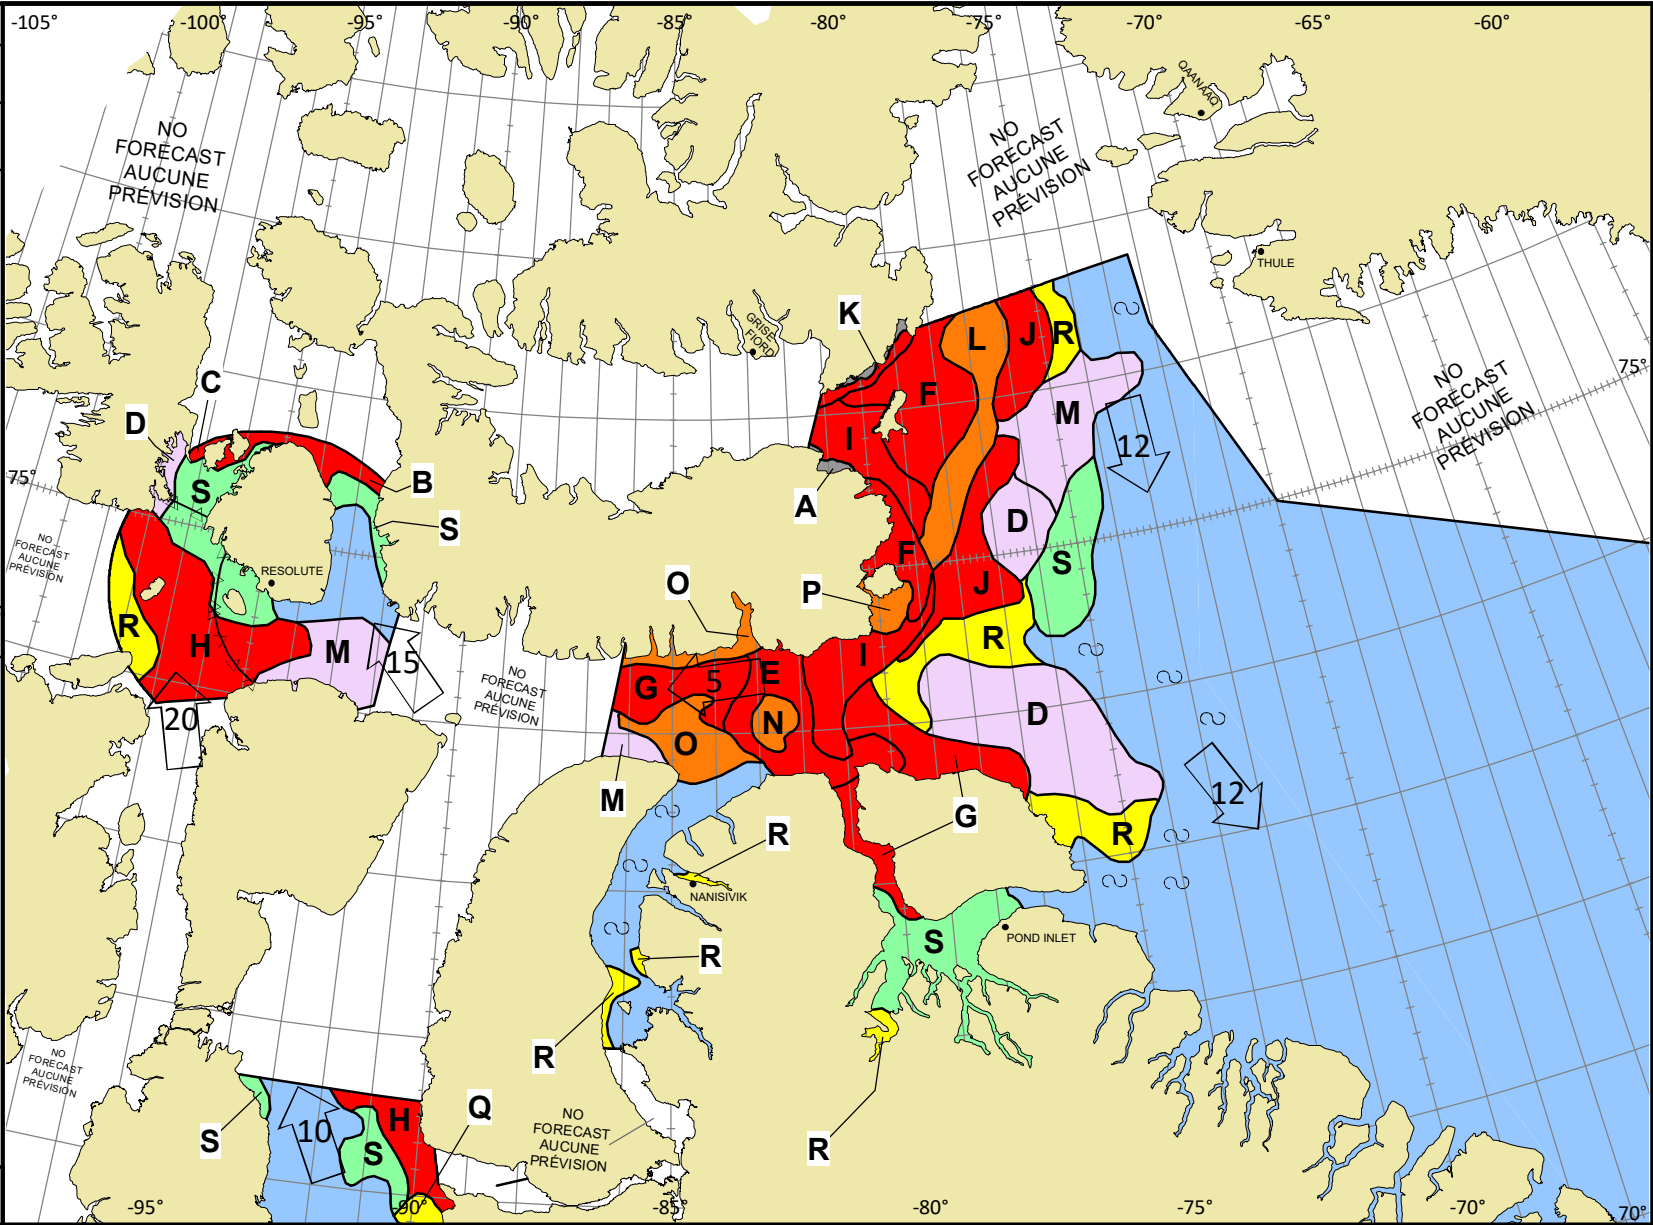 -105° -100° -95° -90° -85° -80° -75° -70° -65° -60°
QAANAAQ
NO
FORECAST
AUCUNE
PRÉVISION
NO
FORECAST
AUCUNE
PRÉVISION
THULE
K
GRISE
FIORD
L
J
R
75°
NO
FORECAST
AUCUNE
PRÉVISION
C
F
M
D
I
12
75°
S
B
A
D
S
NO
FORECAST
AUCUNE
PRÉVISION
F
S
RESOLUTE
O
P
J
R
H
M
15
R
I
NO
FORECAST
AUCUNE
PRÉVISION
G
5
E
20
N
D
O
M
12
G
R
R
NANISIVIK
S
POND INLET
R
R
NO
FORECAST
AUCUNE
PRÉVISION
H
Q
10
S
S
NO
FORECAST
AUCUNE
PRÉVISION
R
-95° -90° -85° -80° -75° -70° 70°